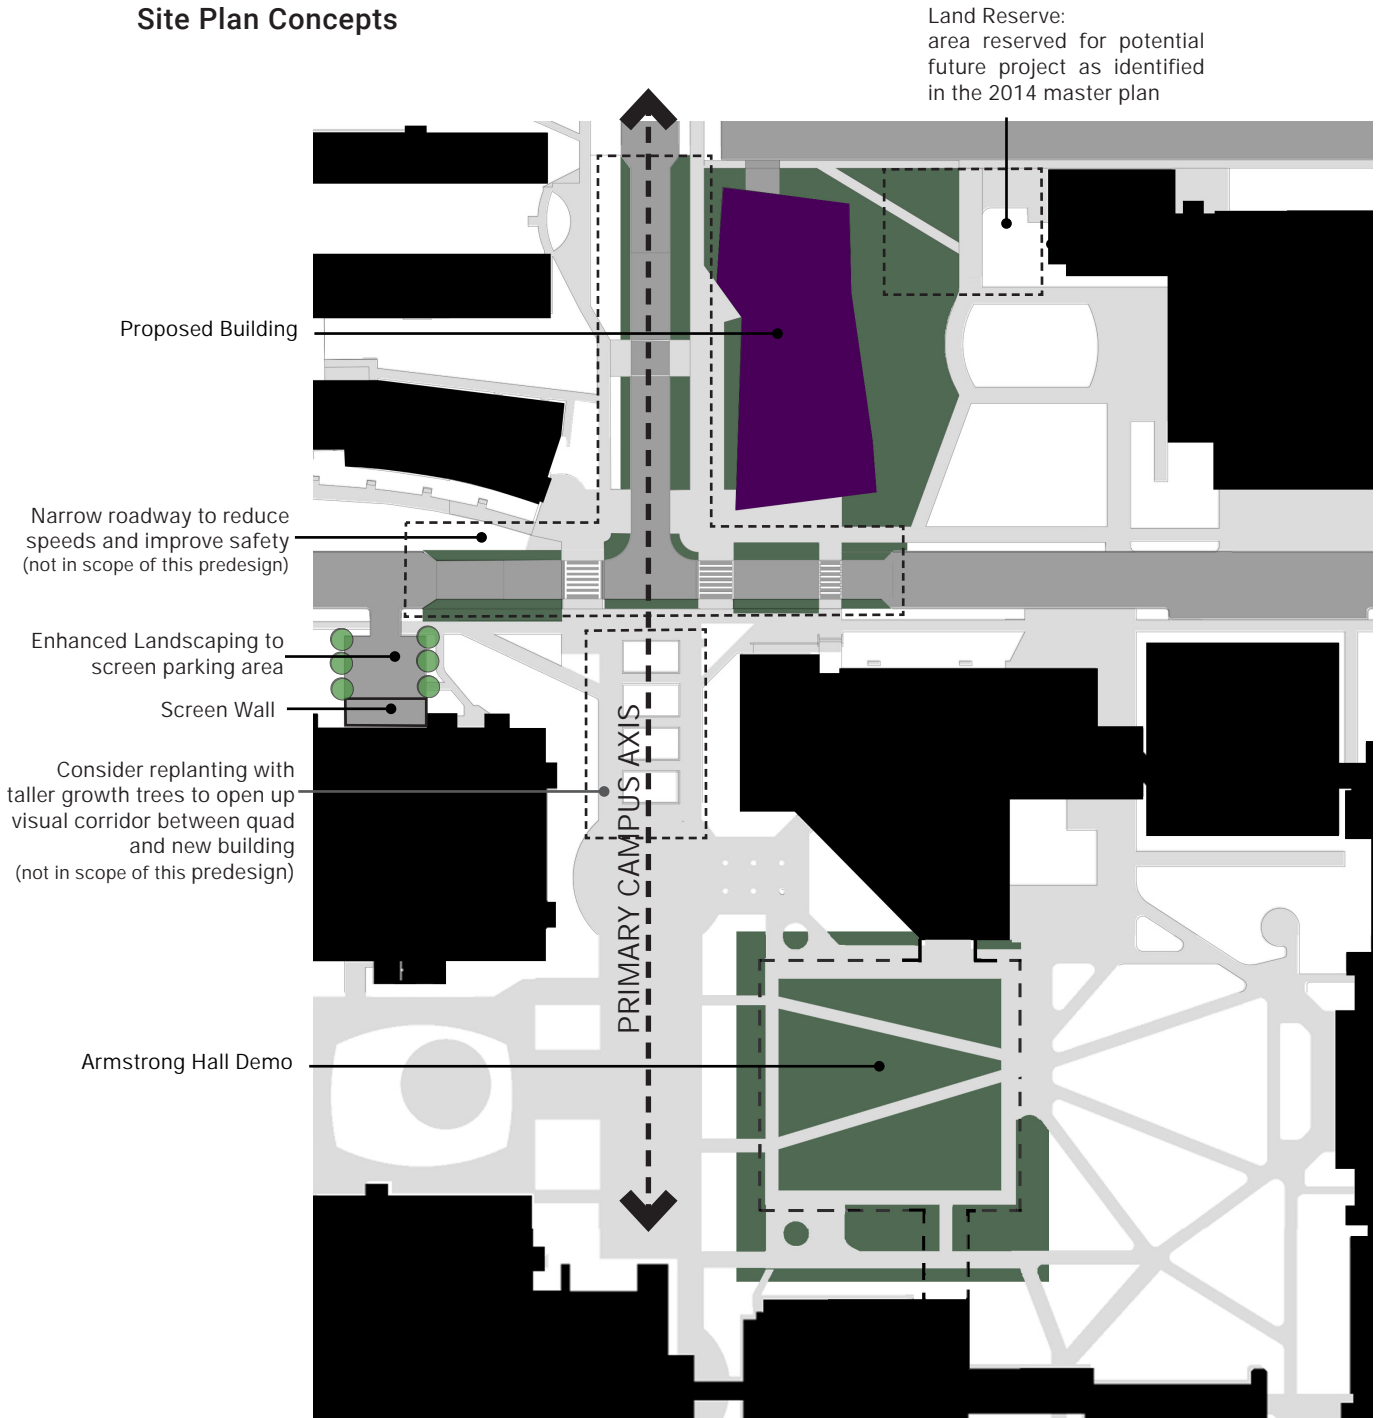 Site Plan Concepts
Land Reserve:
area reserved for potential
future project as identified
in the 2014 master plan
Proposed Building
Narrow roadway to reduce
speeds and improve safety
(not in scope of this predesign)
Enhanced Landscaping to
screen parking area
Screen Wall
Consider replanting with
taller growth trees to open up
visual corridor between quad
and new building
(not in scope of this predesign)
PRIMARY CAMPUS AXIS
Armstrong Hall Demo